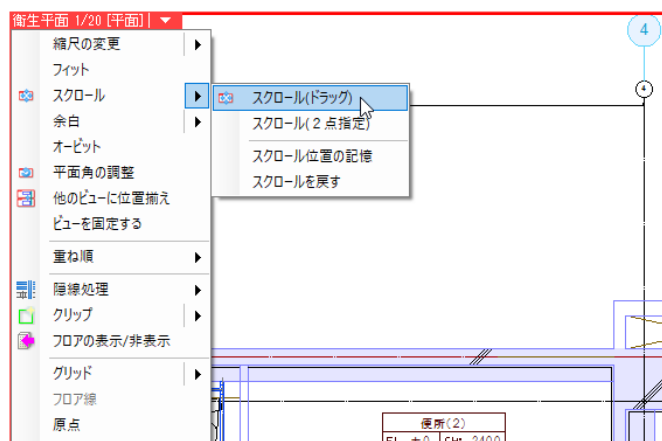 衛生平面 1/20 [平面]
縮尺の変更
フィット
スクロール
スクロール(ドラッグ)
余白
スクロール(2点指定)
オービット
スクロール位置の記憶
平面角の調整
スクロールを戻す
他のビューに位置揃え
ビューを固定する
重ね順
隠線処理
クリップ
フロアの表示/非表示
グリッド
フロア線
原点
4
便所(2)
FL ±0 CH: 2400